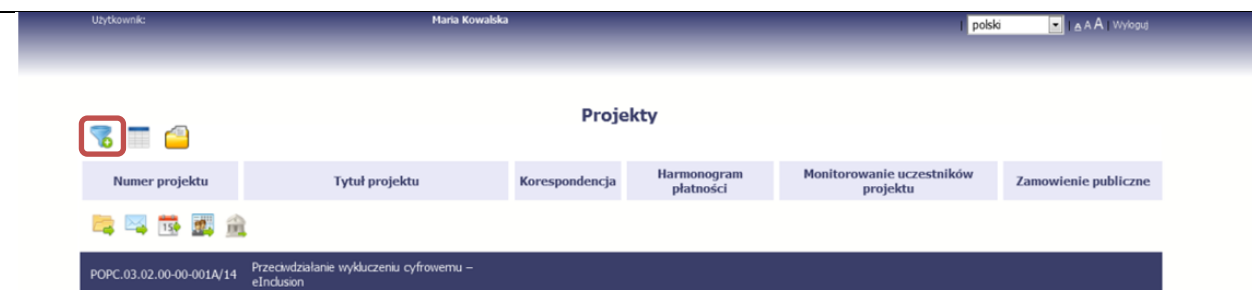 Użytkownik: Maria Kowalska | polski | A A A | Wyloguj
Projekty
Numer projektu Tytuł projektu Korespondencja Harmonogram płatności Monitorowanie uczestników projektu Zamowienie publiczne
15
POPC.03.02.00-00-001A/14 Przeciwdziałanie wykluczeniu cyfrowemu –
eInclusion